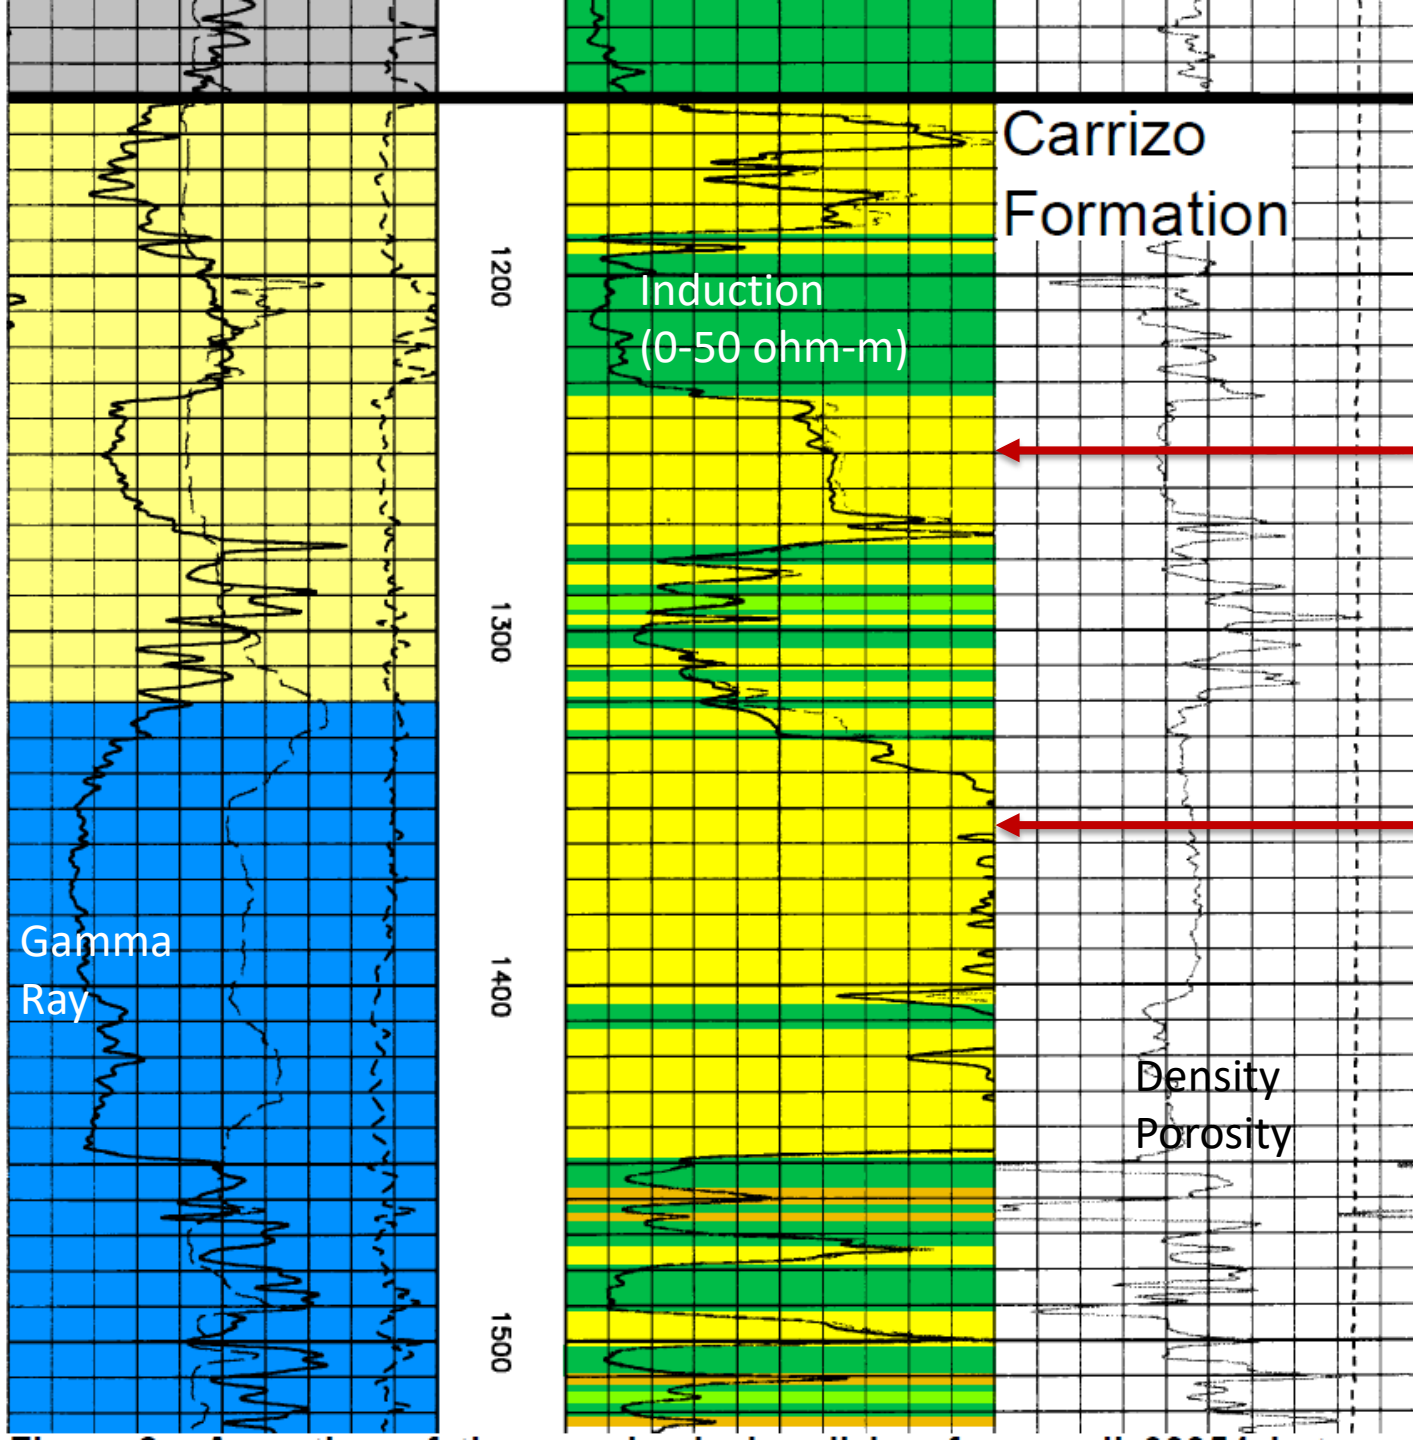 Carrizo
Formation
1200
Induction
(0-50 ohm-m)
1300
Gamma
Ray
1400
Density
Porosity
1500